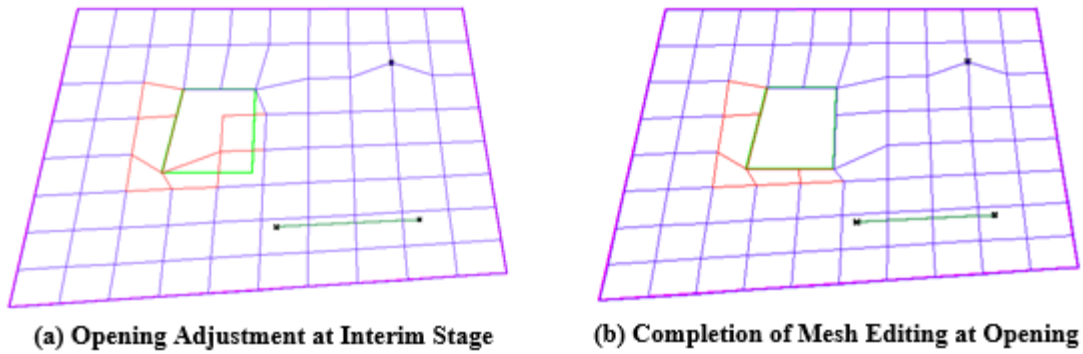 (a) Opening Adjustment at Interim Stage
(b) Completion of Mesh Editing at Opening